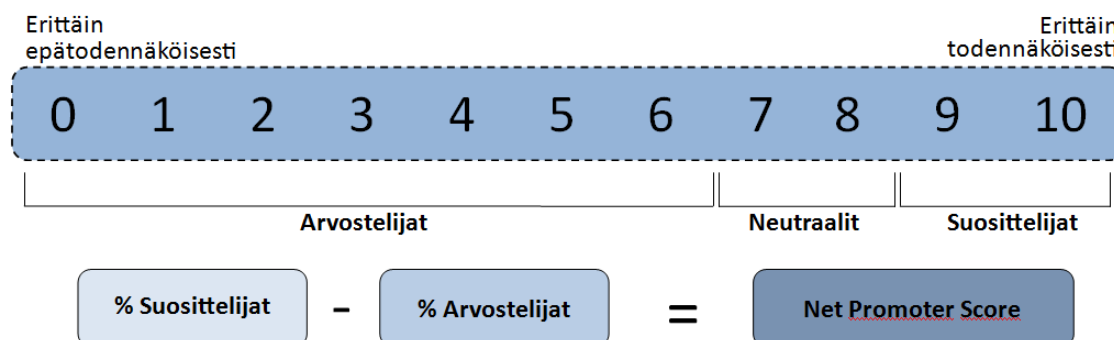 Erittäin
epätodennäköisesti
Erittäin
todennäköisesti
0 1 2 3 4 5 6 7 8 9 10
Arvostelijat Neutraalit Suosittelijat
% Suosittelijat - % Arvostelijat = Net Promoter Score